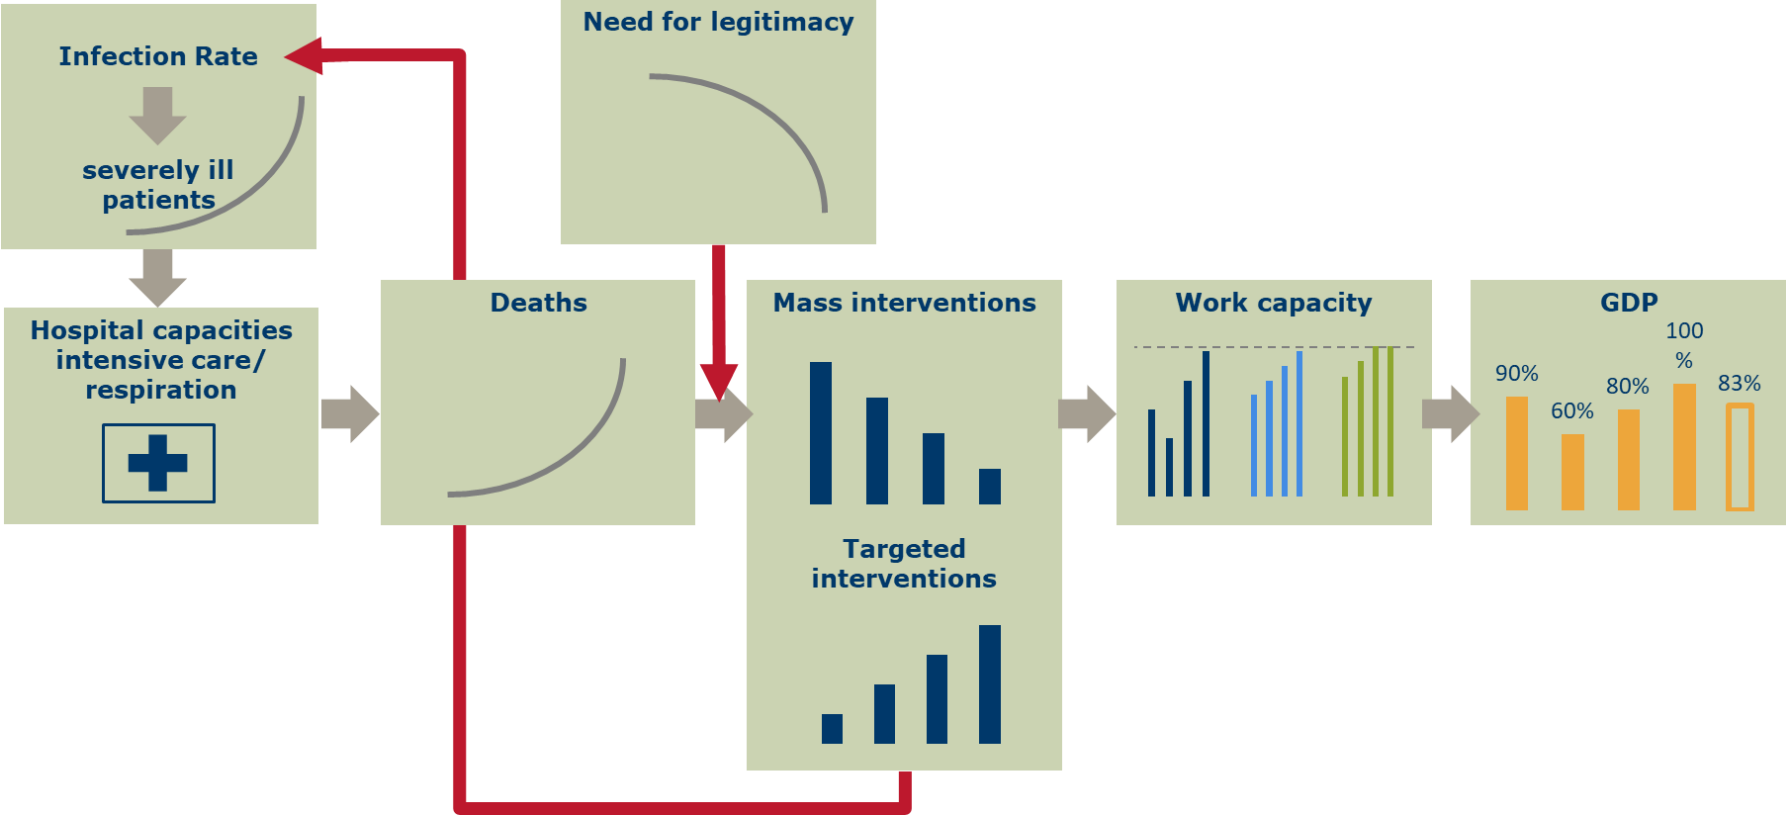 Infection Rate
severely ill
patients
Need for legitimacy
Hospital capacities
intensive care/
respiration
Deaths
Mass interventions
Targeted
interventions
Work capacity
GDP
90%
60%
80%
100
%
83%